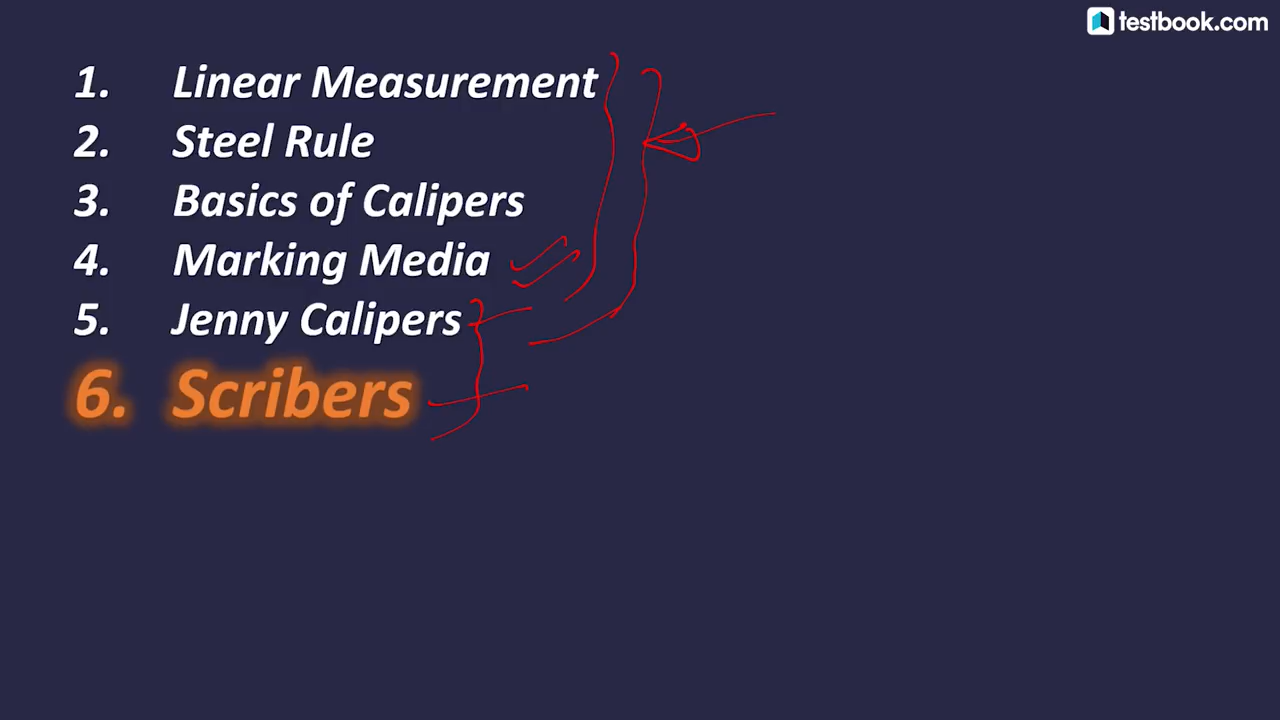 testbook.com
1. Linear Measurement
2. Steel Rule
3. Basics of Calipers
4. Marking Media
5. Jenny Calipers
6. Scribers